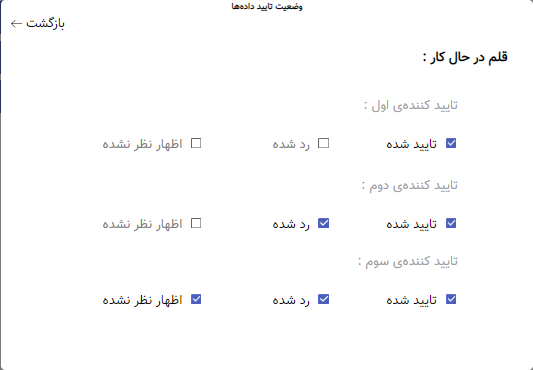 وضعیت تایید داده‌ها
بازگشت
قلم در حال کار :
تایید کننده‌ی اول :
تایید شده رد شده اظهار نظر نشده
تایید کننده‌ی دوم :
تایید شده رد شده اظهار نظر نشده
تایید کننده‌ی سوم :
تایید شده رد شده اظهار نظر نشده